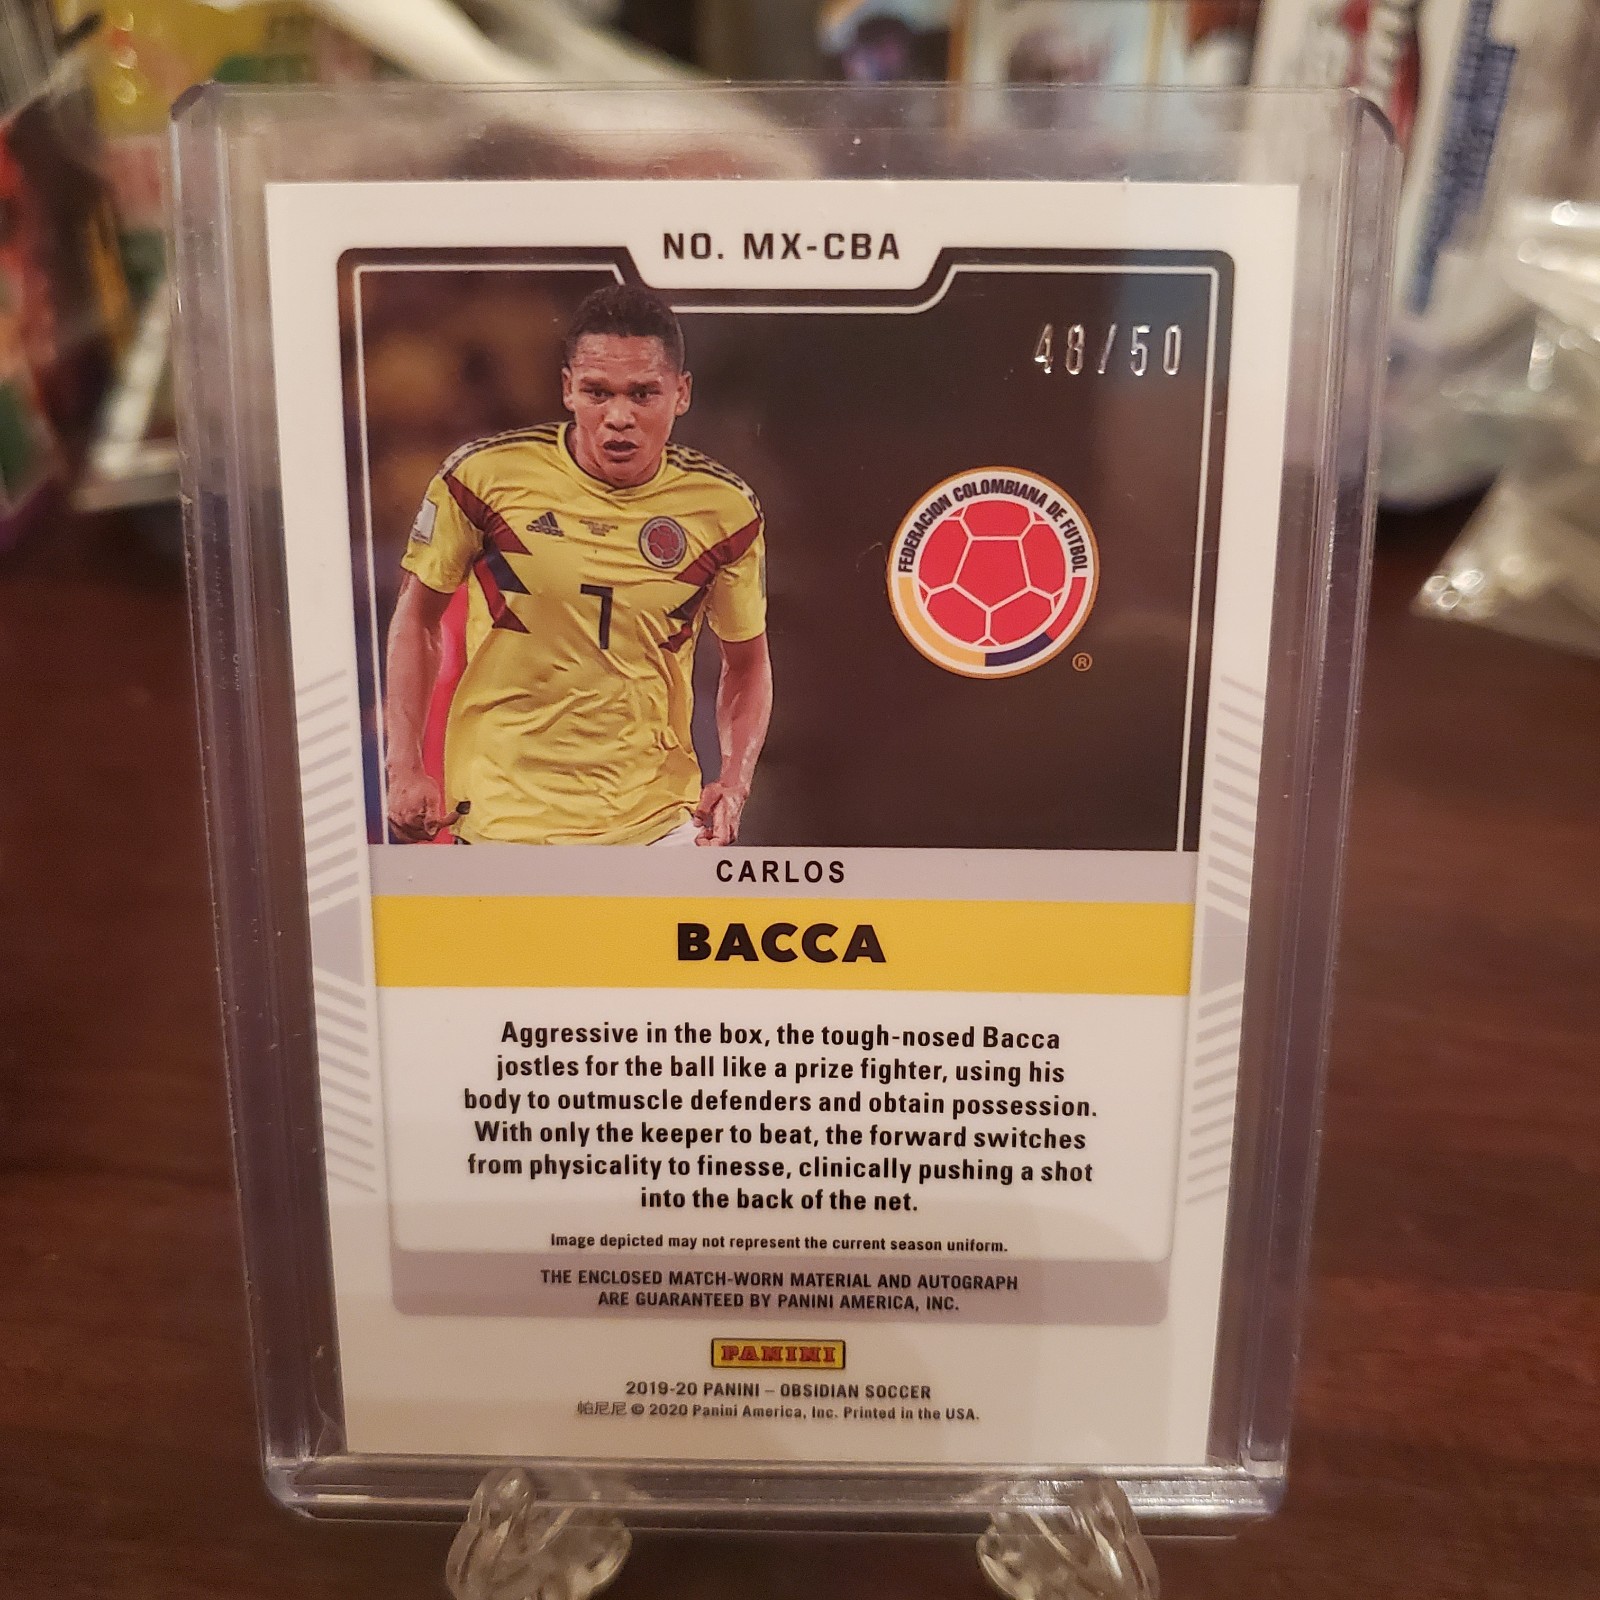 NO. MX-CBA
48/50
FEDERACION COLOMBIANA DE FUTBOL
®
adidas
7
CARLOS
BACCA
Aggressive in the box, the tough-nosed Bacca
jostles for the ball like a prize fighter, using his
body to outmuscle defenders and obtain possession.
With only the keeper to beat, the forward switches
from physicality to finesse, clinically pushing a shot
into the back of the net.
Image depicted may not represent the current season uniform.
THE ENCLOSED MATCH-WORN MATERIAL AND AUTOGRAPH
ARE GUARANTEED BY PANINI AMERICA, INC.
PANINI
2019-20 PANINI – OBSIDIAN SOCCER
帕尼尼 © 2020 Panini America, Inc. Printed in the USA.